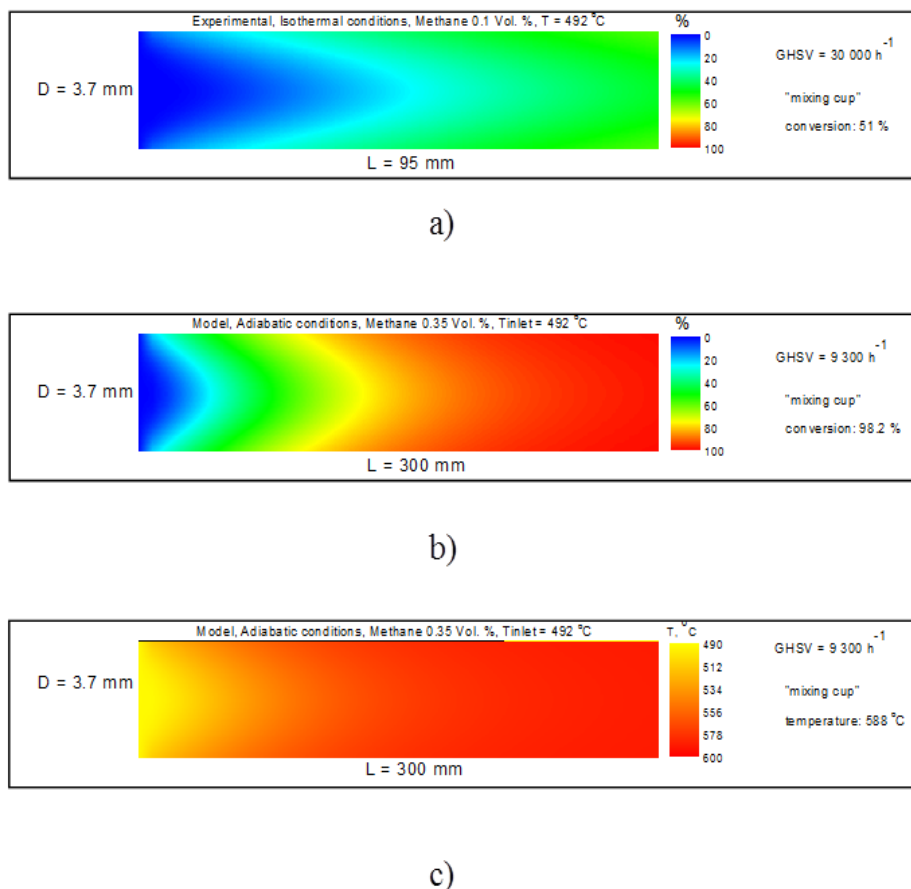 Experimental, Isothermal conditions, Methane 0.1 Vol. %, T = 492 °C
%
0
20
40
60
80
100
D = 3.7 mm
GHSV = 30 000 h⁻¹
"mixing cup"
conversion: 51 %
L = 95 mm
a)
Model, Adiabatic conditions, Methane 0.35 Vol. %, Tinlet = 492 °C
%
0
20
40
60
80
100
D = 3.7 mm
GHSV = 9 300 h⁻¹
"mixing cup"
conversion: 98.2 %
L = 300 mm
b)
Model, Adiabatic conditions, Methane 0.35 Vol. %, Tinlet = 492 °C
T, °C
490
512
534
556
578
600
D = 3.7 mm
GHSV = 9 300 h⁻¹
"mixing cup"
temperature: 588 °C
L = 300 mm
c)